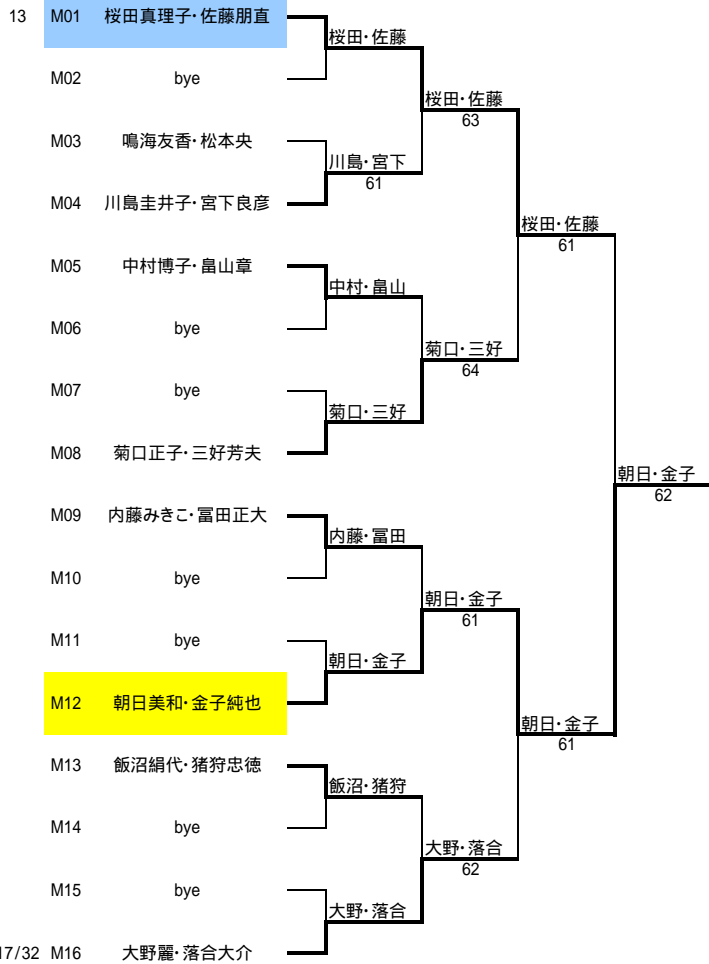 13 M01 桜田真理子・佐藤朋直
桜田・佐藤
M02 bye
桜田・佐藤
63
M03 鳴海友香・松本央
川島・宮下
61
M04 川島圭井子・宮下良彦
桜田・佐藤
61
M05 中村博子・畠山章
中村・畠山
M06 bye
菊口・三好
64
M07 bye
菊口・三好
M08 菊口正子・三好芳夫
朝日・金子
62
M09 内藤みきこ・冨田正大
内藤・冨田
M10 bye
朝日・金子
61
M11 bye
朝日・金子
M12 朝日美和・金子純也
朝日・金子
61
M13 飯沼絹代・猪狩忠徳
飯沼・猪狩
M14 bye
大野・落合
62
M15 bye
大野・落合
17/32 M16 大野麗・落合大介